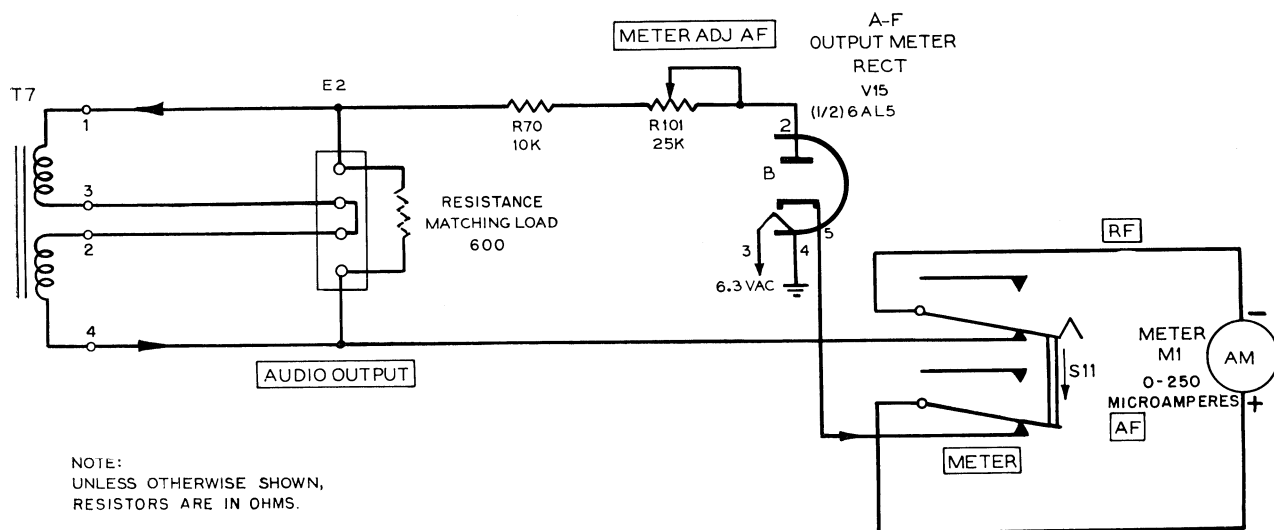 METER ADJ AF
A-F
OUTPUT METER
RECT
V15
(1/2) 6AL5
T7
E2
1
R70
10K
R101
25K
2
B
3
RESISTANCE
MATCHING LOAD
600
2
3
4
5
6.3 VAC
RF
4
AUDIO OUTPUT
S11
METER
M1
0-250
MICROAMPERES
-
AM
+
AF
METER
NOTE:
UNLESS OTHERWISE SHOWN,
RESISTORS ARE IN OHMS.